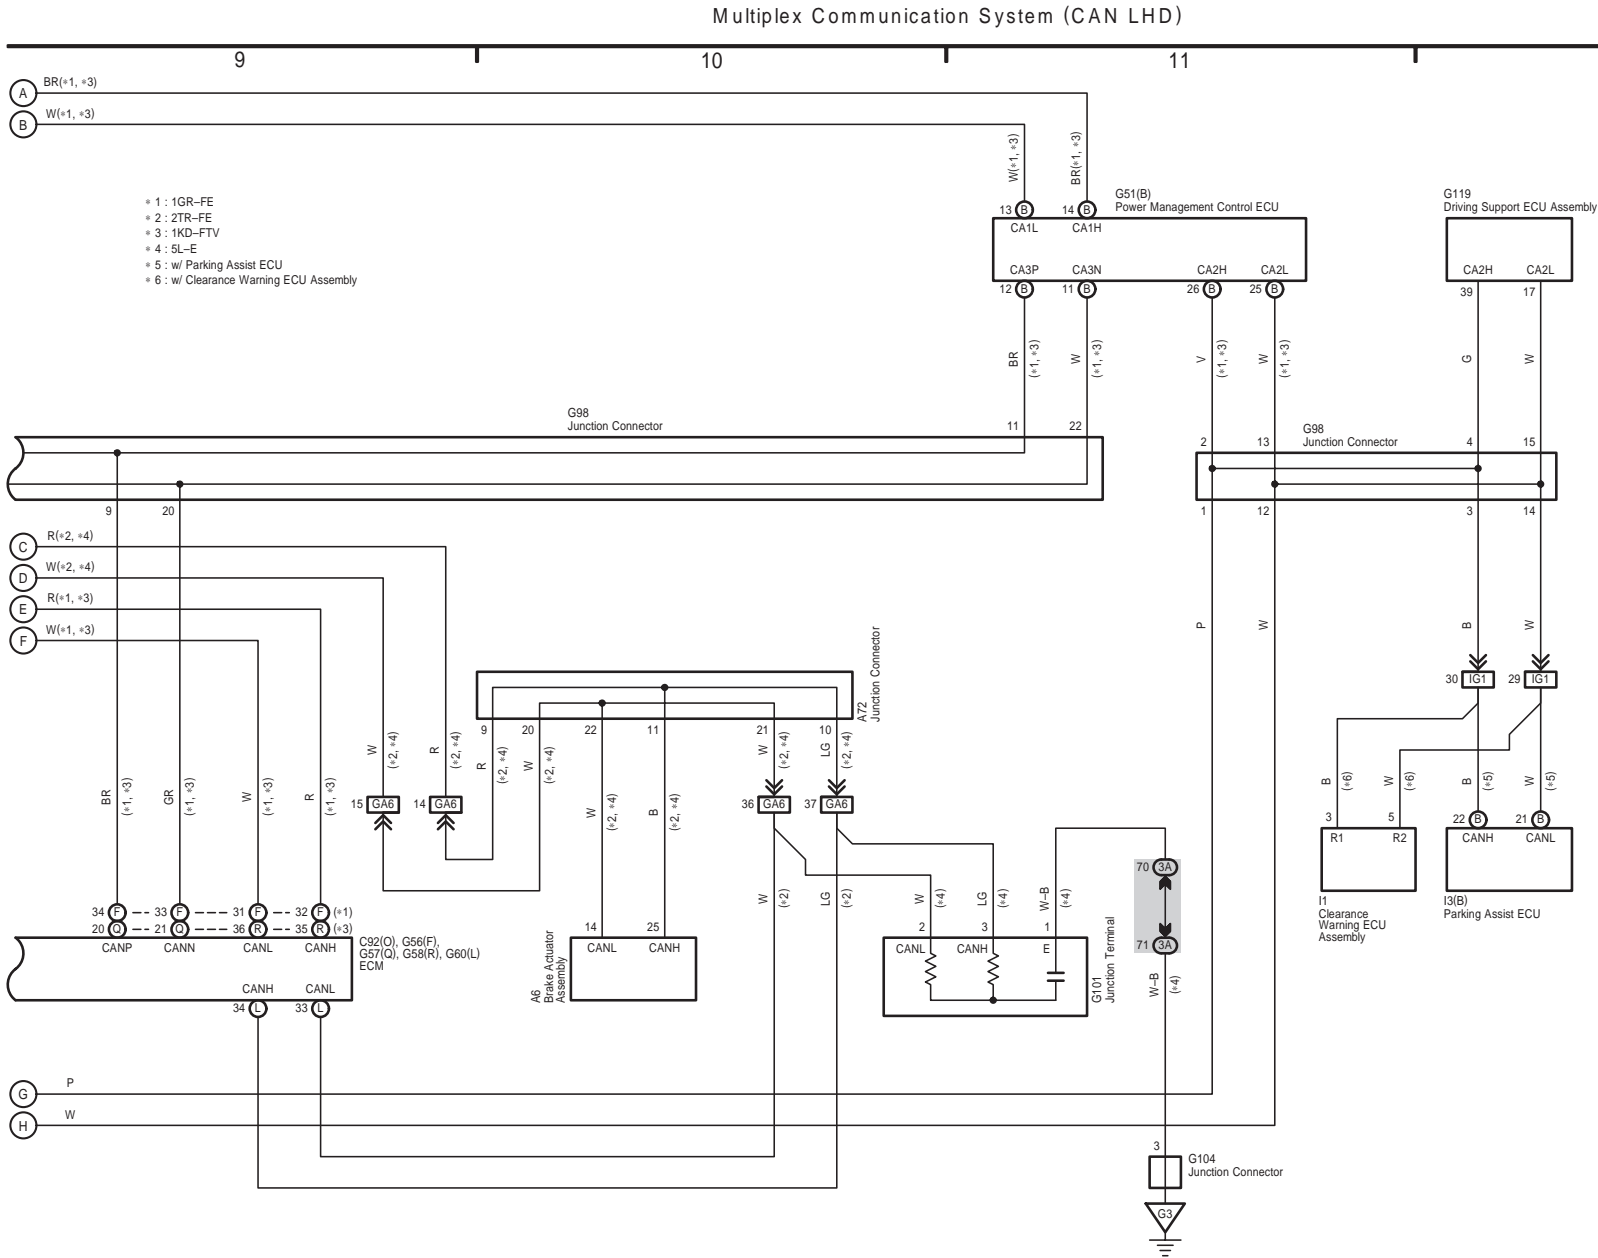 Multiplex Communication System (CAN LHD)
9
10
11
A
BR(∗1, ∗3)
B
W(∗1, ∗3)
W(∗1, ∗3)
BR(∗1, ∗3)
∗ 1 : 1GR–FE
∗ 2 : 2TR–FE
∗ 3 : 1KD–FTV
∗ 4 : 5L–E
∗ 5 : w/ Parking Assist ECU
∗ 6 : w/ Clearance Warning ECU Assembly
G51(B)
Power Management Control ECU
G119
Driving Support ECU Assembly
13 B
14 B
CA1L
CA1H
CA3P
CA3N
CA2H
CA2L
CA2H
CA2L
12 B
11 B
26 B
25 B
39
17
BR
(∗1, ∗3)
W
(∗1, ∗3)
V
(∗1, ∗3)
W
(∗1, ∗3)
G
W
G98
Junction Connector
11
22
2
13
G98
Junction Connector
4
15
9
20
1
12
3
14
C
R(∗2, ∗4)
D
W(∗2, ∗4)
E
R(∗1, ∗3)
F
W(∗1, ∗3)
P
W
B
W
A72
Junction Connector
30 IG1
29 IG1
9
20
22
11
21
10
W
(∗2, ∗4)
R
(∗2, ∗4)
R
(∗2, ∗4)
W
(∗2, ∗4)
W
(∗2, ∗4)
LG
(∗2, ∗4)
BR
(∗1, ∗3)
GR
(∗1, ∗3)
W
(∗1, ∗3)
R
(∗1, ∗3)
15 GA6
14 GA6
W
(∗2, ∗4)
B
(∗2, ∗4)
36 GA6
37 GA6
B
(∗6)
W
(∗6)
B
(∗5)
W
(∗5)
3
5
22 B
21 B
R1
R2
CANH
CANL
I1
Clearance
Warning ECU
Assembly
I3(B)
Parking Assist ECU
W
(∗2)
LG
(∗2)
W
(∗4)
LG
(∗4)
W–B
(∗4)
70 3A
71 3A
34 F
33 F
31 F
32 F (∗1)
20 Q
21 Q
36 R
35 R (∗3)
CANP
CANN
CANL
CANH
C92(O), G56(F),
G57(Q), G58(R), G60(L)
ECM
CANH
CANL
34 L
33 L
14
25
CANL
CANH
A6
Brake Actuator
Assembly
2
3
1
CANL
CANH
E
G101
Junction Terminal
W–B
(∗4)
G
P
H
W
3
G104
Junction Connector
G3